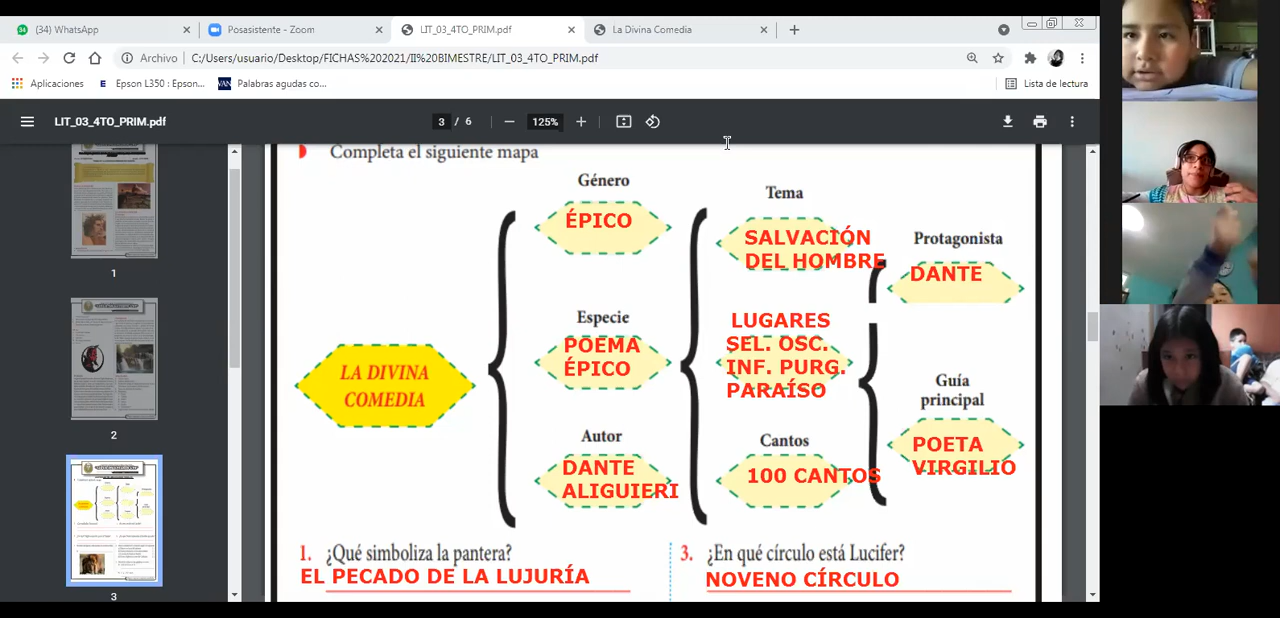 (34) WhatsApp
Posasistente - Zoom
LIT_03_4TO_PRIM.pdf
La Divina Comedia
Archivo
C:/Users/usuario/Desktop/FICHAS%202021/II%20BIMESTRE/LIT_03_4TO_PRIM.pdf
Aplicaciones
Epson L350 : Epson...
Palabras agudas co...
Lista de lectura
LIT_03_4TO_PRIM.pdf
3 / 6
125%
1
2
3
Completa el siguiente mapa
Género
ÉPICO
Especie
POEMA
ÉPICO
LA DIVINA
COMEDIA
Autor
DANTE
ALIGUIERI
Tema
SALVACIÓN
DEL HOMBRE
LUGARES
SEL. OSC.
INF. PURG.
PARAÍSO
Cantos
100 CANTOS
Protagonista
DANTE
Guía
principal
POETA
VIRGILIO
1. ¿Qué simboliza la pantera?
EL PECADO DE LA LUJURÍA
3. ¿En qué círculo está Lucifer?
NOVENO CÍRCULO